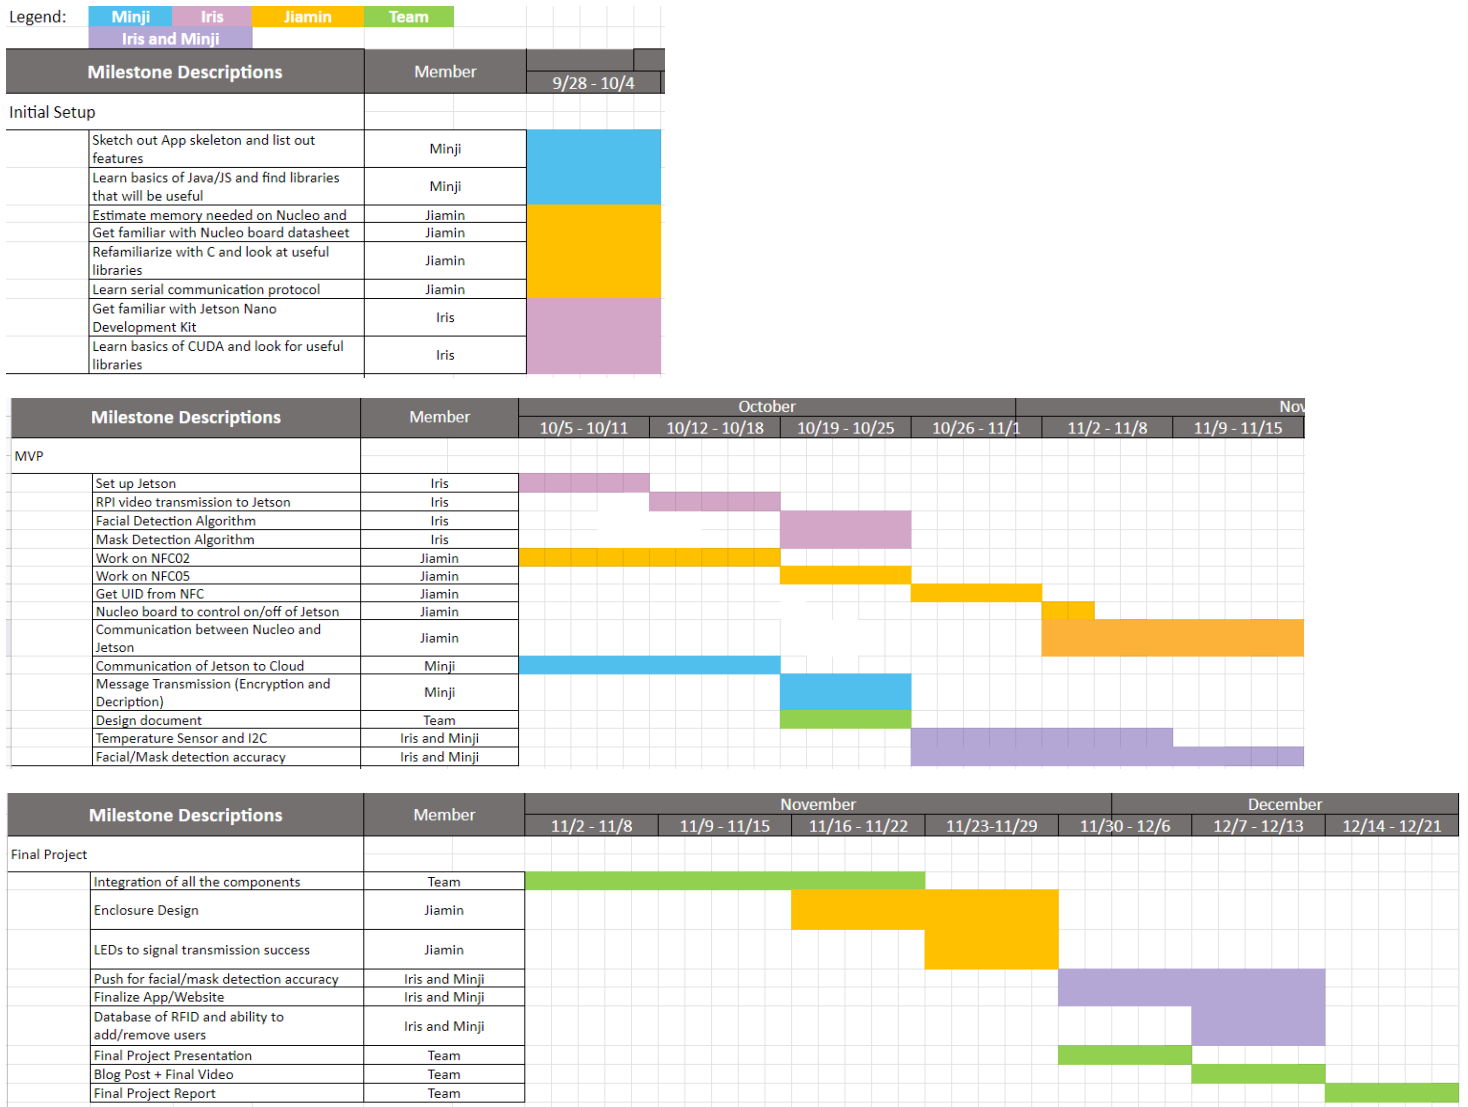 Legend: Minji Iris Jiamin Team
Iris and Minji
Milestone Descriptions Member
9/28 - 10/4
Initial Setup
Sketch out App skeleton and list out
features
Minji
Learn basics of Java/JS and find libraries
that will be useful
Minji
Estimate memory needed on Nucleo and Jiamin
Get familiar with Nucleo board datasheet Jiamin
Refamiliarize with C and look at useful
libraries
Jiamin
Learn serial communication protocol Jiamin
Get familiar with Jetson Nano
Development Kit
Iris
Learn basics of CUDA and look for useful
libraries
Iris
Milestone Descriptions Member
October Nov
10/5 - 10/11 10/12 - 10/18 10/19 - 10/25 10/26 - 11/1 11/2 - 11/8 11/9 - 11/15
MVP
Set up Jetson Iris
RPI video transmission to Jetson Iris
Facial Detection Algorithm Iris
Mask Detection Algorithm Iris
Work on NFC02 Jiamin
Work on NFC05 Jiamin
Get UID from NFC Jiamin
Nucleo board to control on/off of Jetson Jiamin
Communication between Nucleo and
Jetson
Jiamin
Communication of Jetson to Cloud Minji
Message Transmission (Encryption and
Decription)
Minji
Design document Team
Temperature Sensor and I2C Iris and Minji
Facial/Mask detection accuracy Iris and Minji
Milestone Descriptions Member
November December
11/2 - 11/8 11/9 - 11/15 11/16 - 11/22 11/23-11/29 11/30 - 12/6 12/7 - 12/13 12/14 - 12/21
Final Project
Integration of all the components Team
Enclosure Design Jiamin
LEDs to signal transmission success Jiamin
Push for facial/mask detection accuracy Iris and Minji
Finalize App/Website Iris and Minji
Database of RFID and ability to
add/remove users
Iris and Minji
Final Project Presentation Team
Blog Post + Final Video Team
Final Project Report Team